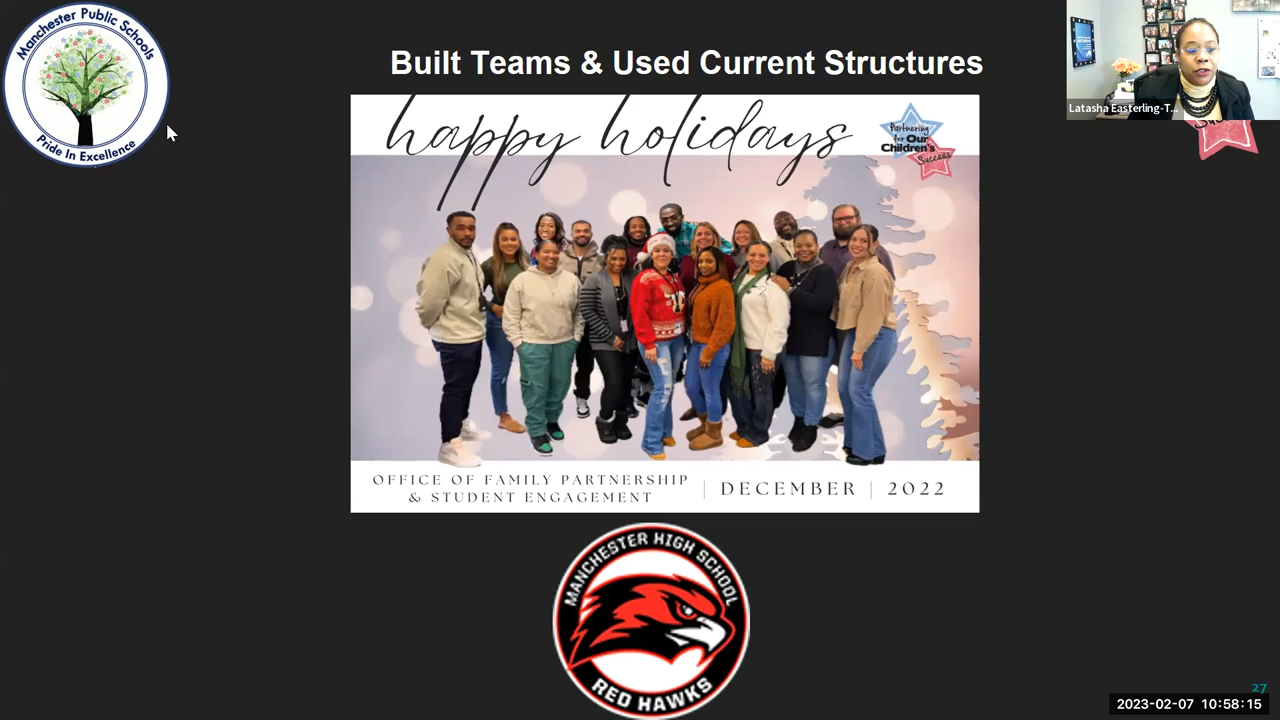 Manchester Public Schools
Pride In Excellence
Built Teams & Used Current Structures
Latasha Easterling-T...
happy holidays
Partnering
for Our
Children's
Success
OFFICE OF FAMILY PARTNERSHIP
& STUDENT ENGAGEMENT
| DECEMBER | 2022
MANCHESTER HIGH SCHOOL
RED HAWKS
27
2023-02-07 10:58:15